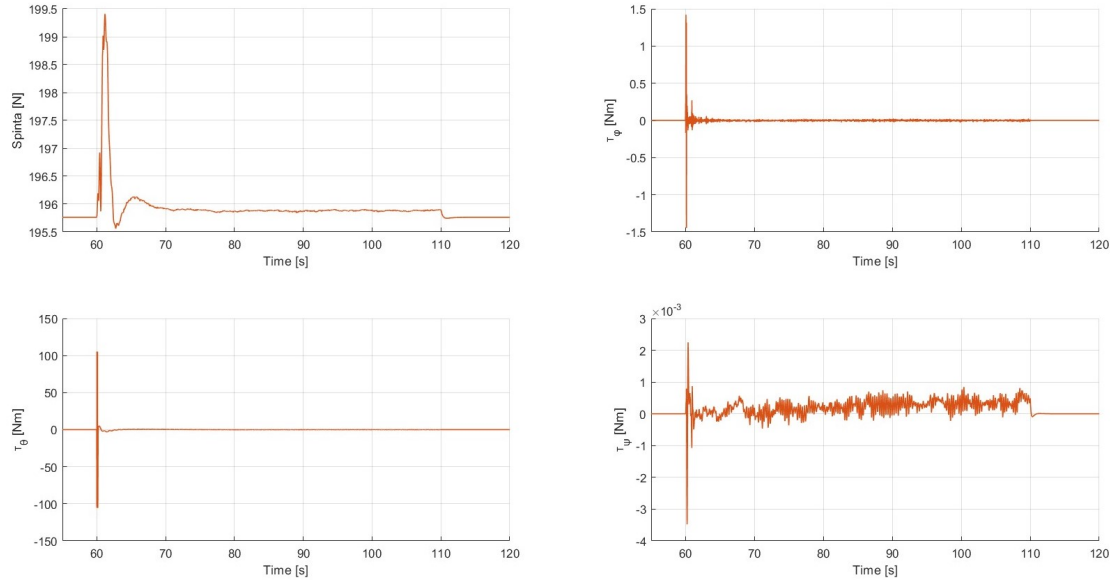 199.5
199
198.5
198
197.5
197
196.5
196
195.5
Spinta [N]
60 70 80 90 100 110 120
Time [s]
1.5
1
0.5
0
-0.5
-1
-1.5
τφ [Nm]
60 70 80 90 100 110 120
Time [s]
150
100
50
0
-50
-100
-150
τθ [Nm]
60 70 80 90 100 110 120
Time [s]
×10-3
3
2
1
0
-1
-2
-3
-4
τψ [Nm]
60 70 80 90 100 110 120
Time [s]